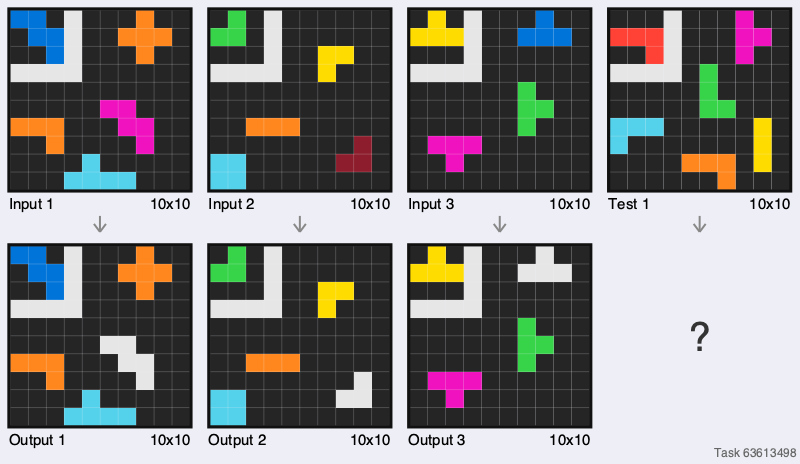 Input 1 10x10 Input 2 10x10 Input 3 10x10 Test 1 10x10
?
Output 1 10x10 Output 2 10x10 Output 3 10x10
Task 63613498